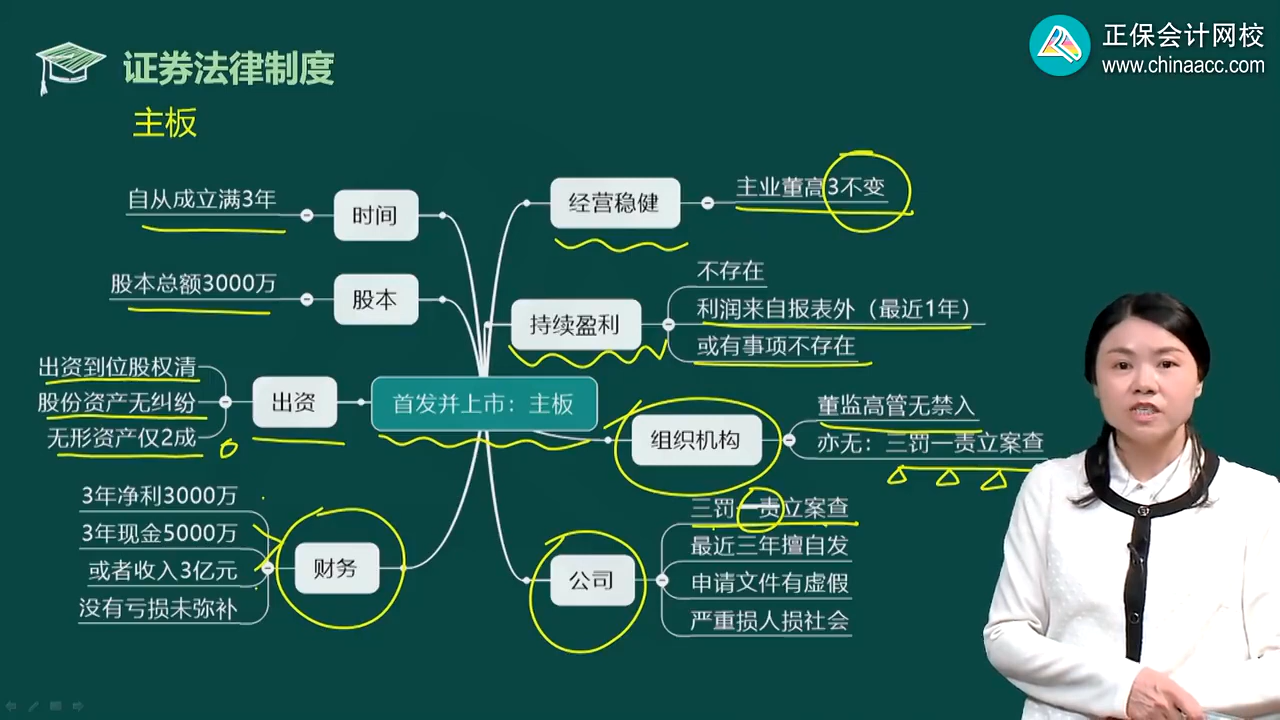 证券法律制度
正保会计网校
www.chinaacc.com
主板
自从成立满3年
时间
股本总额3000万
股本
出资到位股权清
股份资产无纠纷
无形资产仅2成
出资
3年净利3000万
3年现金5000万
或者收入3亿元
没有亏损未弥补
财务
首发并上市：主板
经营稳健
主业董高3不变
持续盈利
不存在
利润来自报表外（最近1年）
或有事项不存在
组织机构
董监高管无禁入
亦无：三罚一责立案查
公司
三罚一责立案查
最近三年擅自发
申请文件有虚假
严重损人损社会